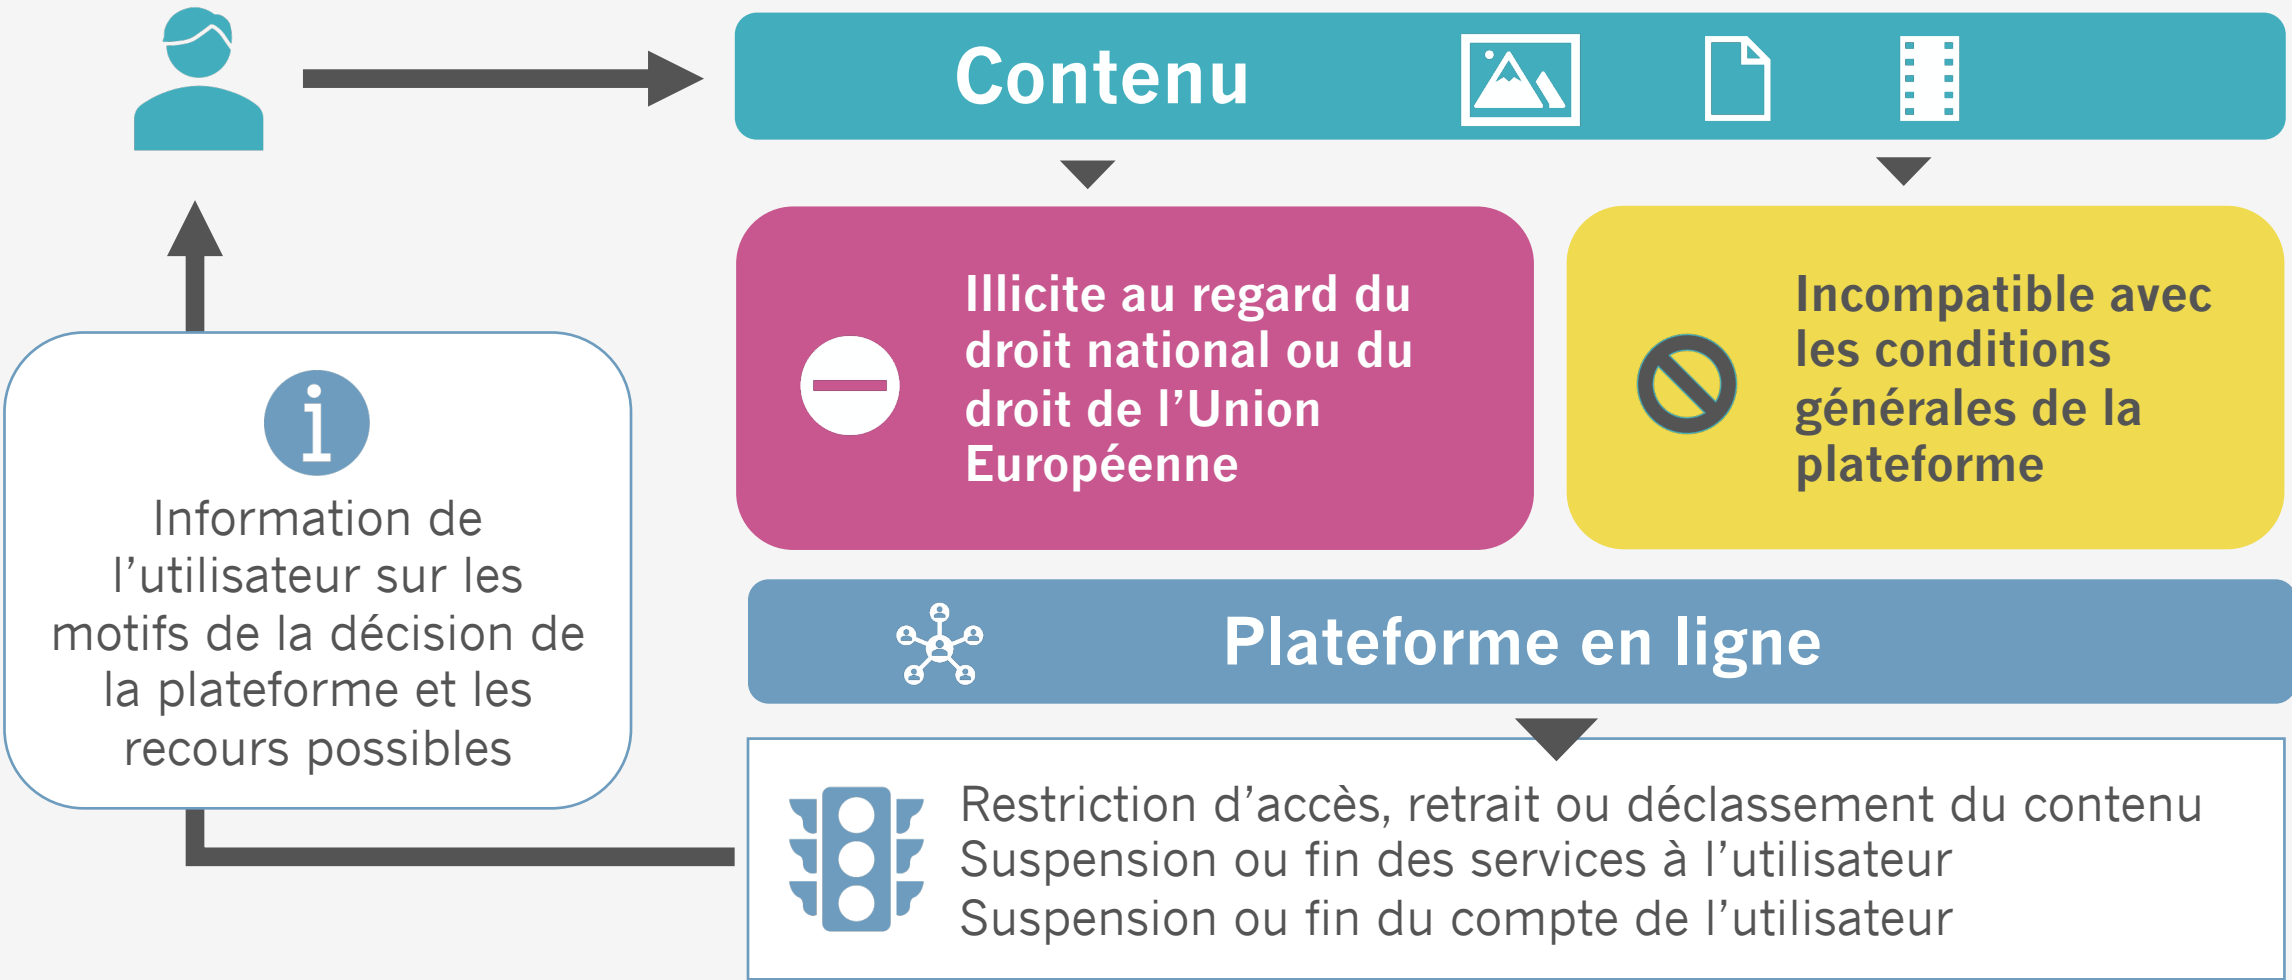 Contenu
Illicite au regard du
droit national ou du
droit de l’Union
Européenne
Incompatible avec
les conditions
générales de la
plateforme
Information de
l’utilisateur sur les
motifs de la décision de
la plateforme et les
recours possibles
Plateforme en ligne
Restriction d’accès, retrait ou déclassement du contenu
Suspension ou fin des services à l’utilisateur
Suspension ou fin du compte de l’utilisateur